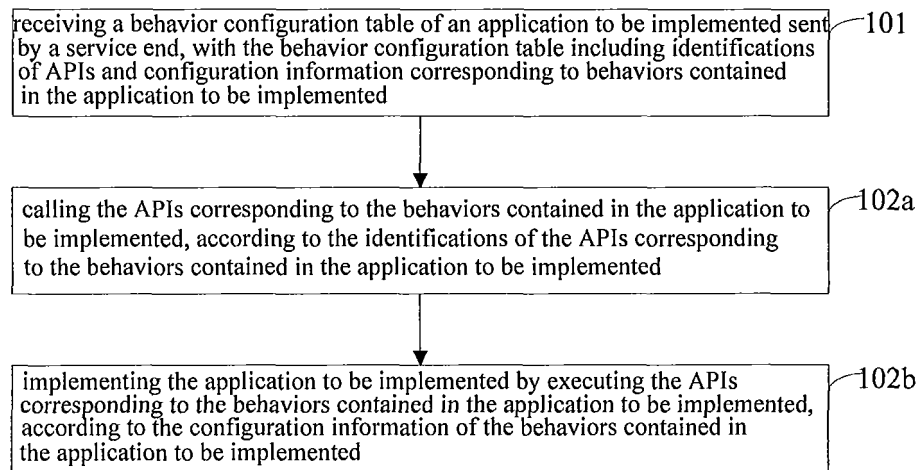 receiving a behavior configuration table of an application to be implemented sent
by a service end, with the behavior configuration table including identifications
of APIs and configuration information corresponding to behaviors contained
in the application to be implemented
101
calling the APIs corresponding to the behaviors contained in the application to
be implemented, according to the identifications of the APIs corresponding
to the behaviors contained in the application to be implemented
102a
implementing the application to be implemented by executing the APIs
corresponding to the behaviors contained in the application to be implemented,
according to the configuration information of the behaviors contained in
the application to be implemented
102b